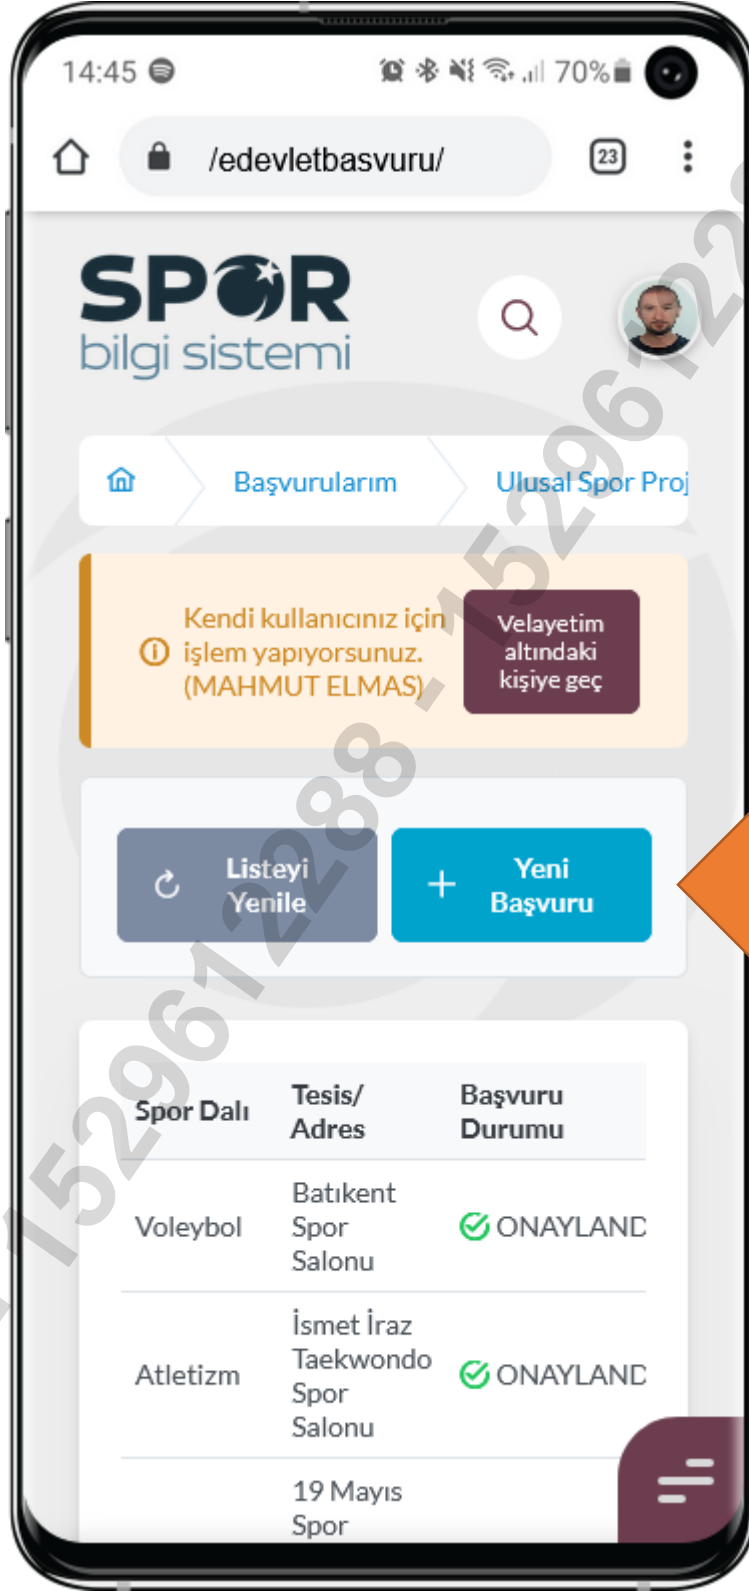 14:45
70%
/edevletbasvuru/
23
SPOR
bilgi sistemi
Başvurularım
Ulusal Spor Proj
Kendi kullanıcınız için
işlem yapıyorsunuz.
(MAHMUT ELMAS)
Velayetim
altındaki
kişiye geç
Listeyi
Yenile
Yeni
Başvuru
Spor Dalı
Tesis/
Adres
Başvuru
Durumu
Voleybol
Batıkent
Spor
Salonu
ONAYLAND
Atletizm
İsmet İraz
Taekwondo
Spor
Salonu
ONAYLAND
19 Mayıs
Spor
1529612288 - 15296122